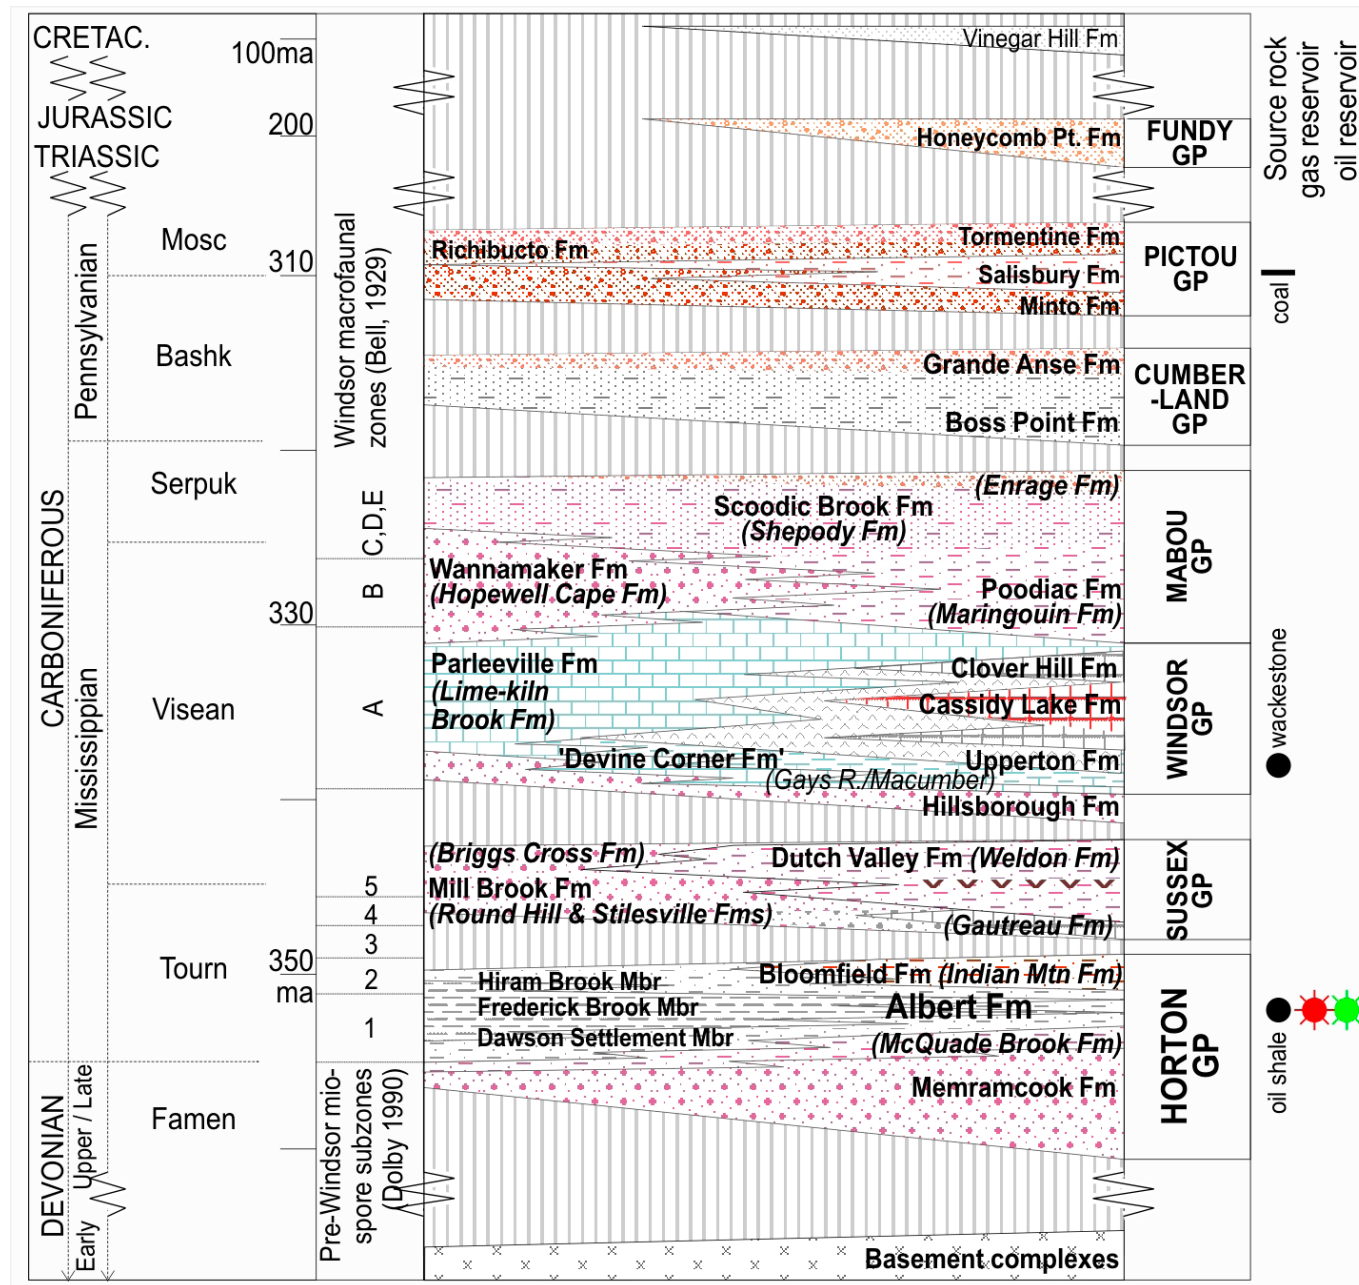 CRETAC.
100ma
JURASSIC
200
TRIASSIC
Mosc
310
Pennsylvanian
Bashk
Serpuk
CARBONIFEROUS
330
Mississippian
Visean
Tourn
350
ma
DEVONIAN
Upper / Late
Early
Famen
Windsor macrofaunal
zones (Bell, 1929)
C,D,E
B
A
5
4
3
2
1
Pre-Windsor mio-
spore subzones
(Dolby 1990)
Vinegar Hill Fm
Honeycomb Pt. Fm
Tormentine Fm
Richibucto Fm
Salisbury Fm
Minto Fm
Grande Anse Fm
Boss Point Fm
(Enrage Fm)
Scoodic Brook Fm
(Shepody Fm)
Wannamaker Fm
(Hopewell Cape Fm)
Poodiac Fm
(Maringouin Fm)
Parleeville Fm
(Lime-kiln
Brook Fm)
Clover Hill Fm
Cassidy Lake Fm
'Devine Corner Fm'
Upperton Fm
(Gays R./Macumber)
Hillsborough Fm
(Briggs Cross Fm)
Dutch Valley Fm (Weldon Fm)
Mill Brook Fm
(Round Hill & Stilesville Fms)
(Gautreau Fm)
Bloomfield Fm (Indian Mtn Fm)
Hiram Brook Mbr
Frederick Brook Mbr
Albert Fm
Dawson Settlement Mbr
(McQuade Brook Fm)
Memramcook Fm
Basement complexes
FUNDY
GP
PICTOU
GP
CUMBER
-LAND
GP
MABOU
GP
WINDSOR
GP
SUSSEX
GP
HORTON
GP
Source rock
gas reservoir
oil reservoir
coal
wackestone
oil shale